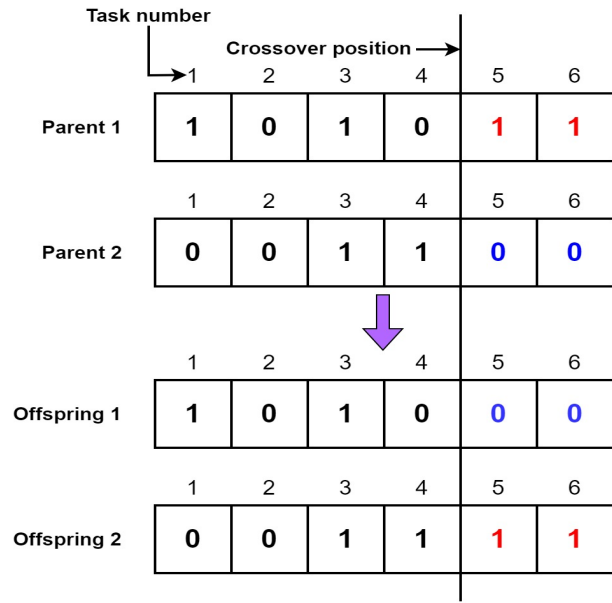 Task number
Crossover position
1 2 3 4 5 6
Parent 1 1 0 1 0 1 1
1 2 3 4 5 6
Parent 2 0 0 1 1 0 0
1 2 3 4 5 6
Offspring 1 1 0 1 0 0 0
1 2 3 4 5 6
Offspring 2 0 0 1 1 1 1